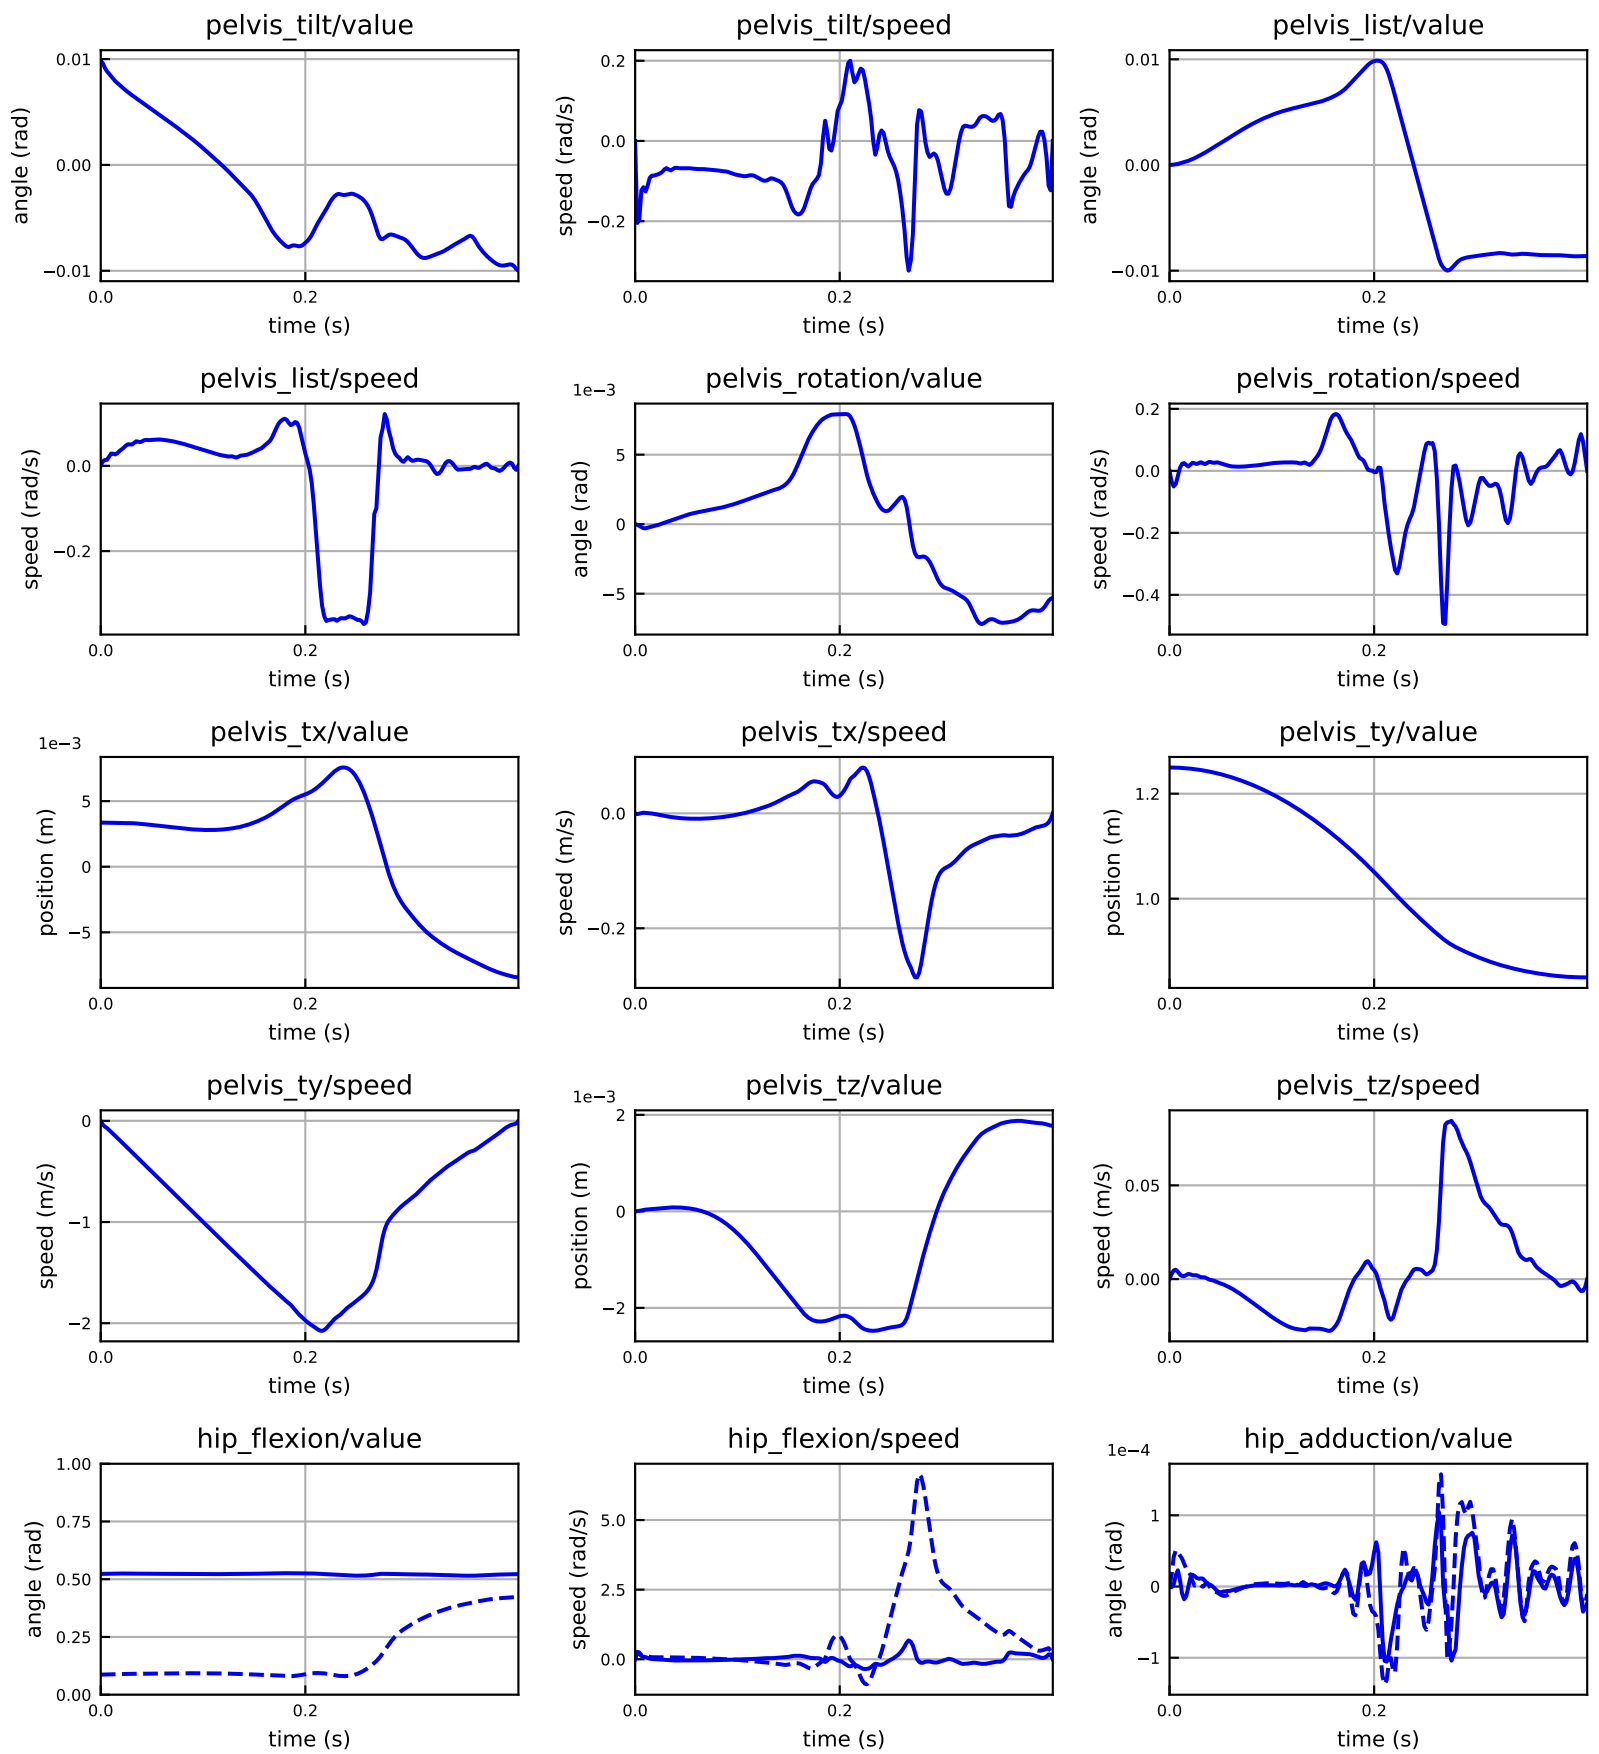 pelvis_tilt/value
angle (rad)
0.01
0.00
−0.01
0.0 0.2
time (s)
pelvis_tilt/speed
speed (rad/s)
0.2
0.0
−0.2
0.0 0.2
time (s)
pelvis_list/value
angle (rad)
0.01
0.00
−0.01
0.0 0.2
time (s)
pelvis_list/speed
speed (rad/s)
0.0
−0.2
0.0 0.2
time (s)
pelvis_rotation/value
1e−3
angle (rad)
5
0
−5
0.0 0.2
time (s)
pelvis_rotation/speed
speed (rad/s)
0.2
0.0
−0.2
−0.4
0.0 0.2
time (s)
pelvis_tx/value
1e−3
position (m)
5
0
−5
0.0 0.2
time (s)
pelvis_tx/speed
speed (m/s)
0.0
−0.2
0.0 0.2
time (s)
pelvis_ty/value
position (m)
1.2
1.0
0.0 0.2
time (s)
pelvis_ty/speed
speed (m/s)
0
−1
−2
0.0 0.2
time (s)
pelvis_tz/value
1e−3
position (m)
2
0
−2
0.0 0.2
time (s)
pelvis_tz/speed
speed (m/s)
0.05
0.00
0.0 0.2
time (s)
hip_flexion/value
angle (rad)
1.00
0.75
0.50
0.25
0.00
0.0 0.2
time (s)
hip_flexion/speed
speed (rad/s)
5.0
2.5
0.0
0.0 0.2
time (s)
hip_adduction/value
1e−4
angle (rad)
1
0
−1
0.0 0.2
time (s)